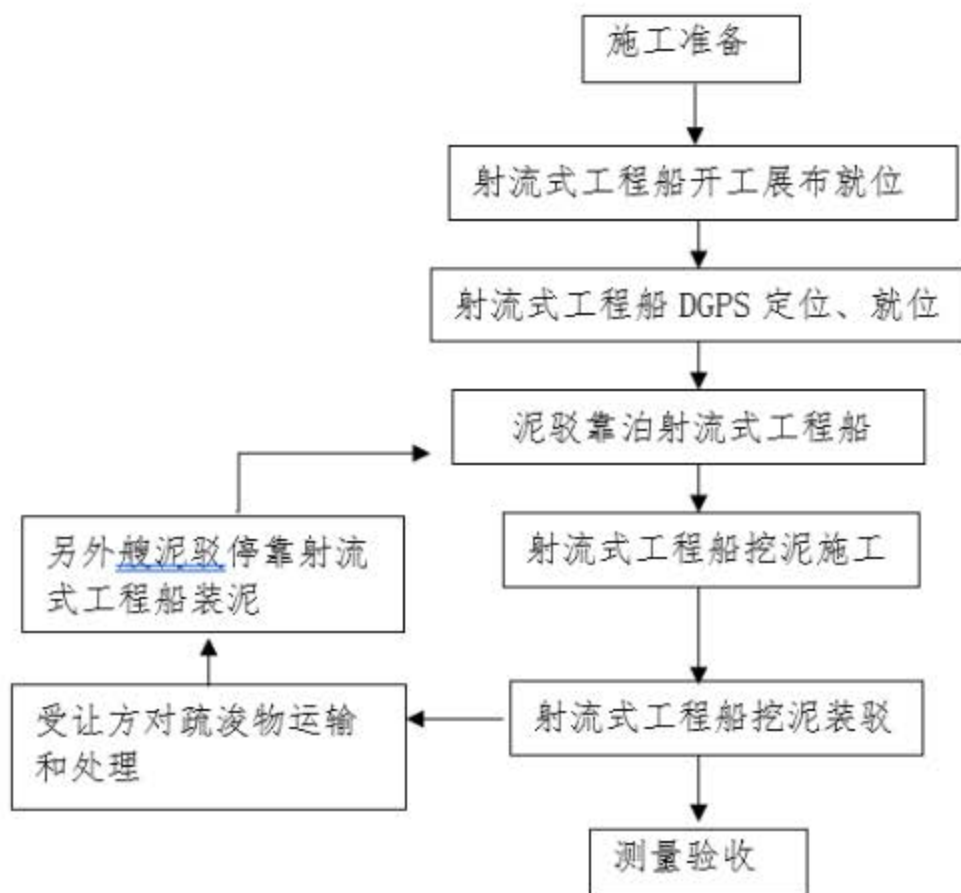 施工准备
射流式工程船开工展布就位
射流式工程船 DGPS 定位、就位
泥驳靠泊射流式工程船
另外艘泥驳停靠射流
式工程船装泥
射流式工程船挖泥施工
受让方对疏浚物运输
和处理
射流式工程船挖泥装驳
测量验收